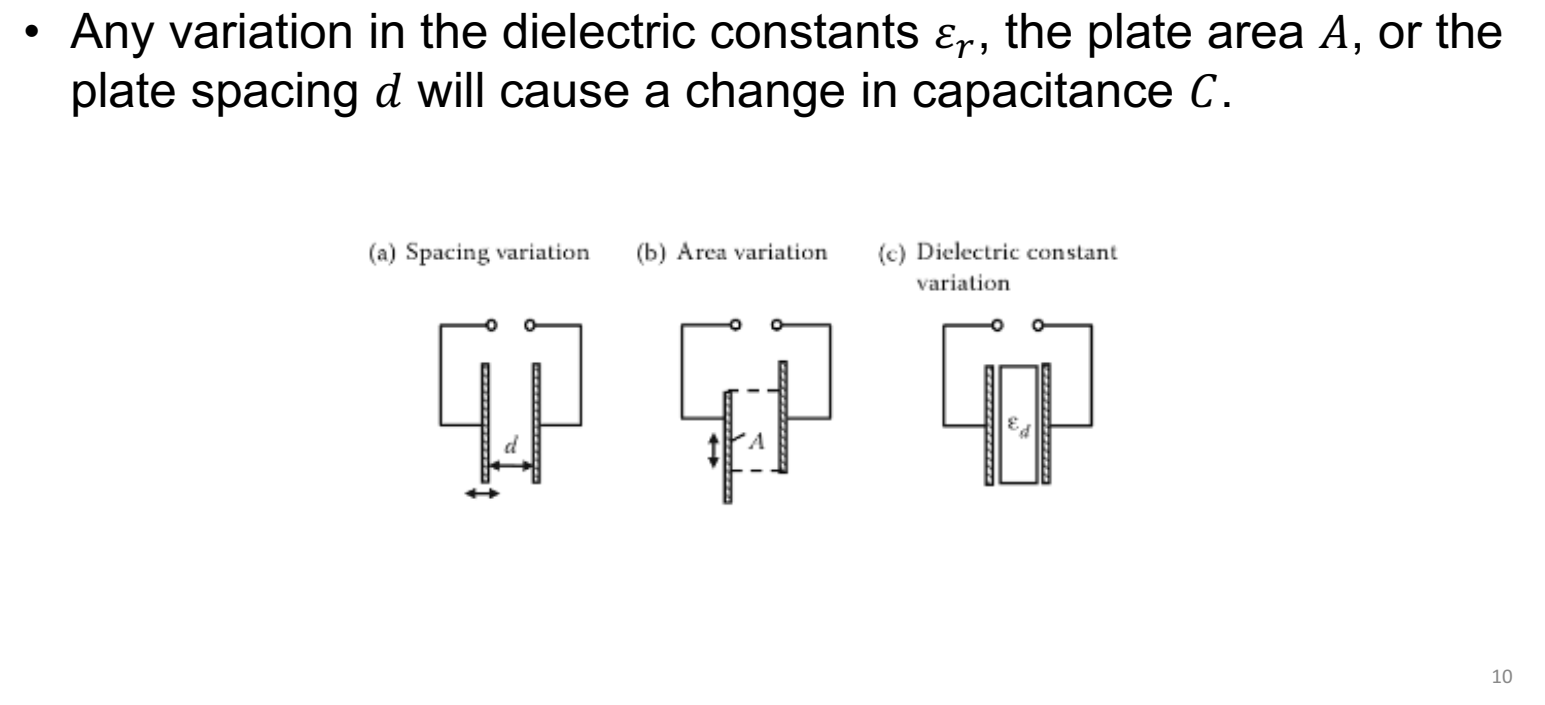 • Any variation in the dielectric constants εᵣ, the plate area A, or the
plate spacing d will cause a change in capacitance C.
(a) Spacing variation
(b) Area variation
(c) Dielectric constant
variation
d
A
ε_d
10